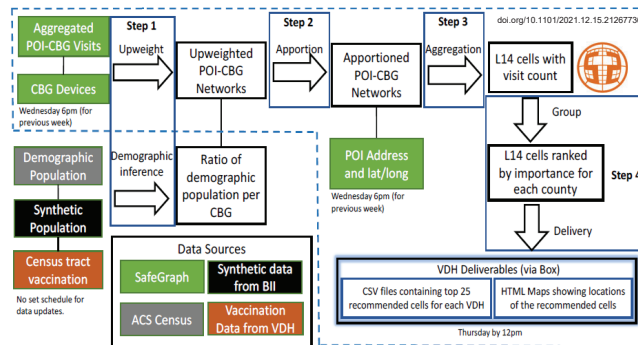 doi.org/10.1101/2021.12.15.2126773
Aggregated
POI-CBG Visits
CBG Devices
Wednesday 6pm (for
previous week)
Step 1
Upweight
Upweighted
POI-CBG
Networks
Step 2
Apportion
Apportioned
POI-CBG
Networks
Step 3
Aggregation
L14 cells with
visit count
Group
Demographic
Population
Synthetic
Population
Census tract
vaccination
No set schedule for
data updates.
Demographic
inference
Ratio of
demographic
population per
CBG
POI Address
and lat/long
Wednesday 6pm (for
previous week)
L14 cells ranked
by importance for
each county
Step 4
Delivery
Data Sources
SafeGraph
Synthetic data
from BII
ACS Census
Vaccination
Data from VDH
VDH Deliverables (via Box)
CSV files containing top 25
recommended cells for each VDH
HTML Maps showing locations
of the recommended cells
Thursday by 12pm